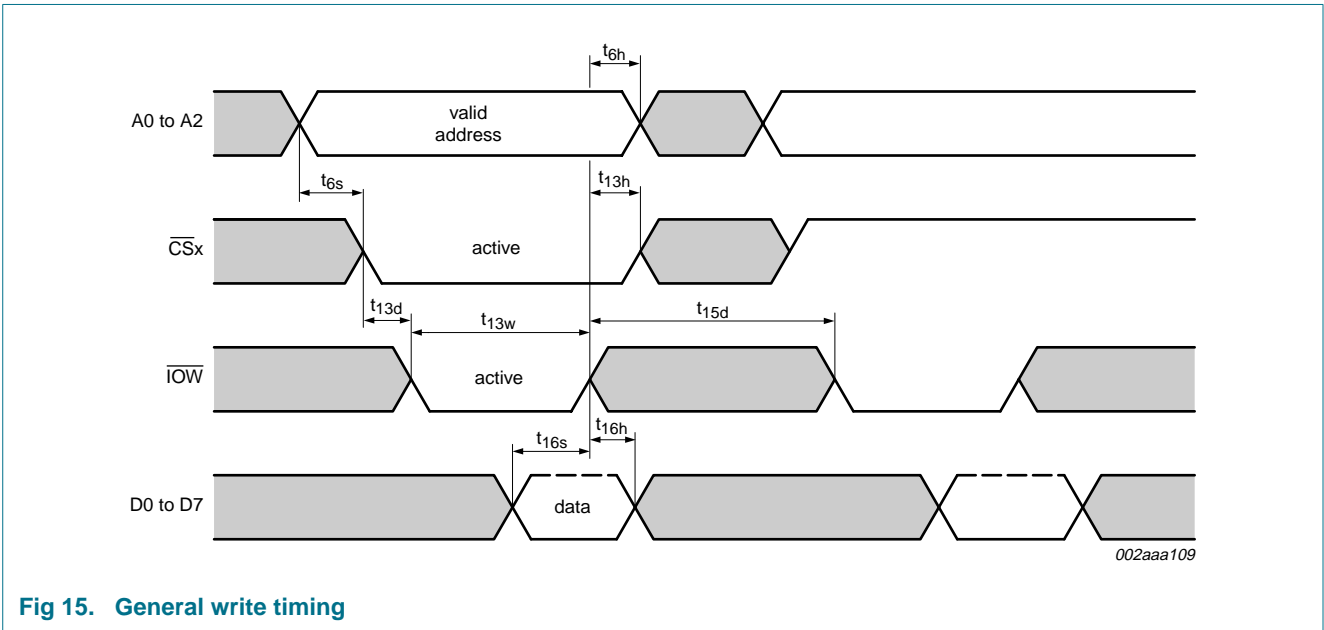 t6h
A0 to A2
valid
address
t6s
t13h
CSx
active
t13d
t13w
t15d
IOW
active
t16s
t16h
D0 to D7
data
002aaa109
Fig 15. General write timing